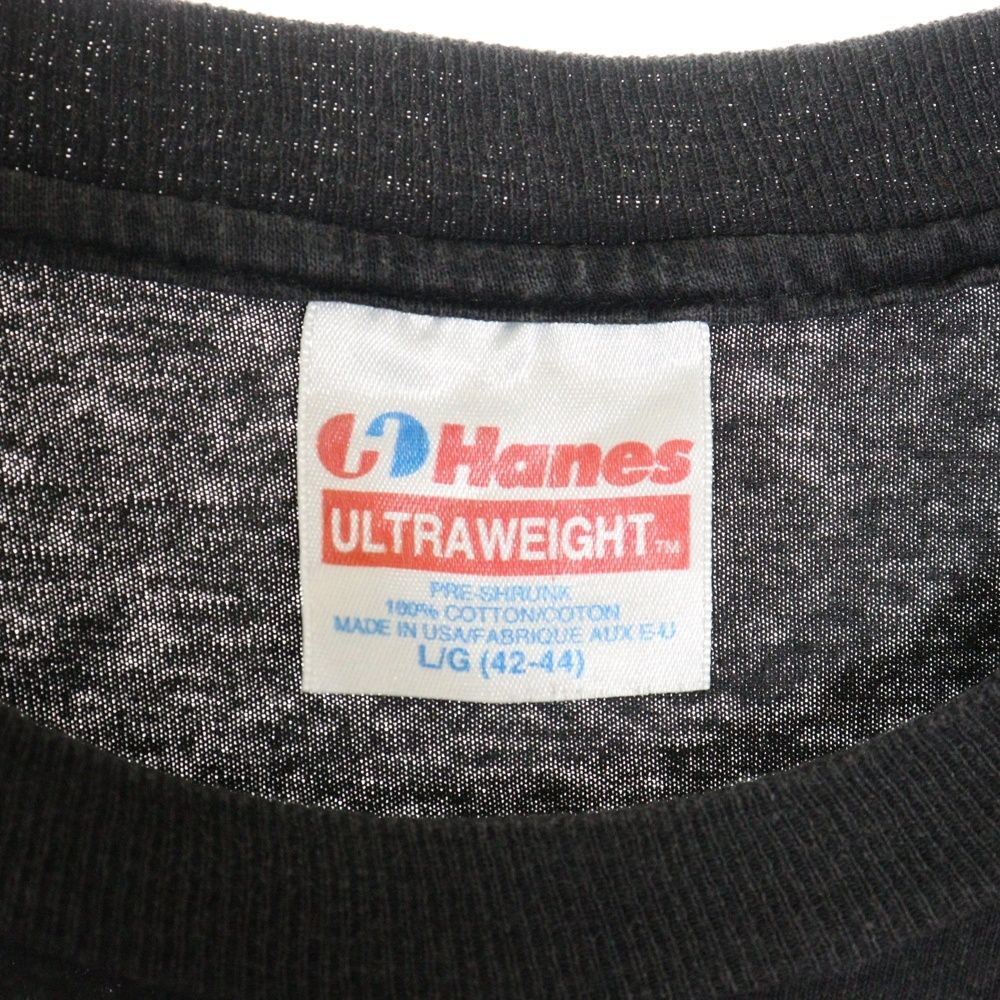 Hanes
ULTRAWEIGHT™
PRE-SHRUNK
100% COTTON/COTON
MADE IN USA/FABRIQUE AUX E-U
L/G (42-44)